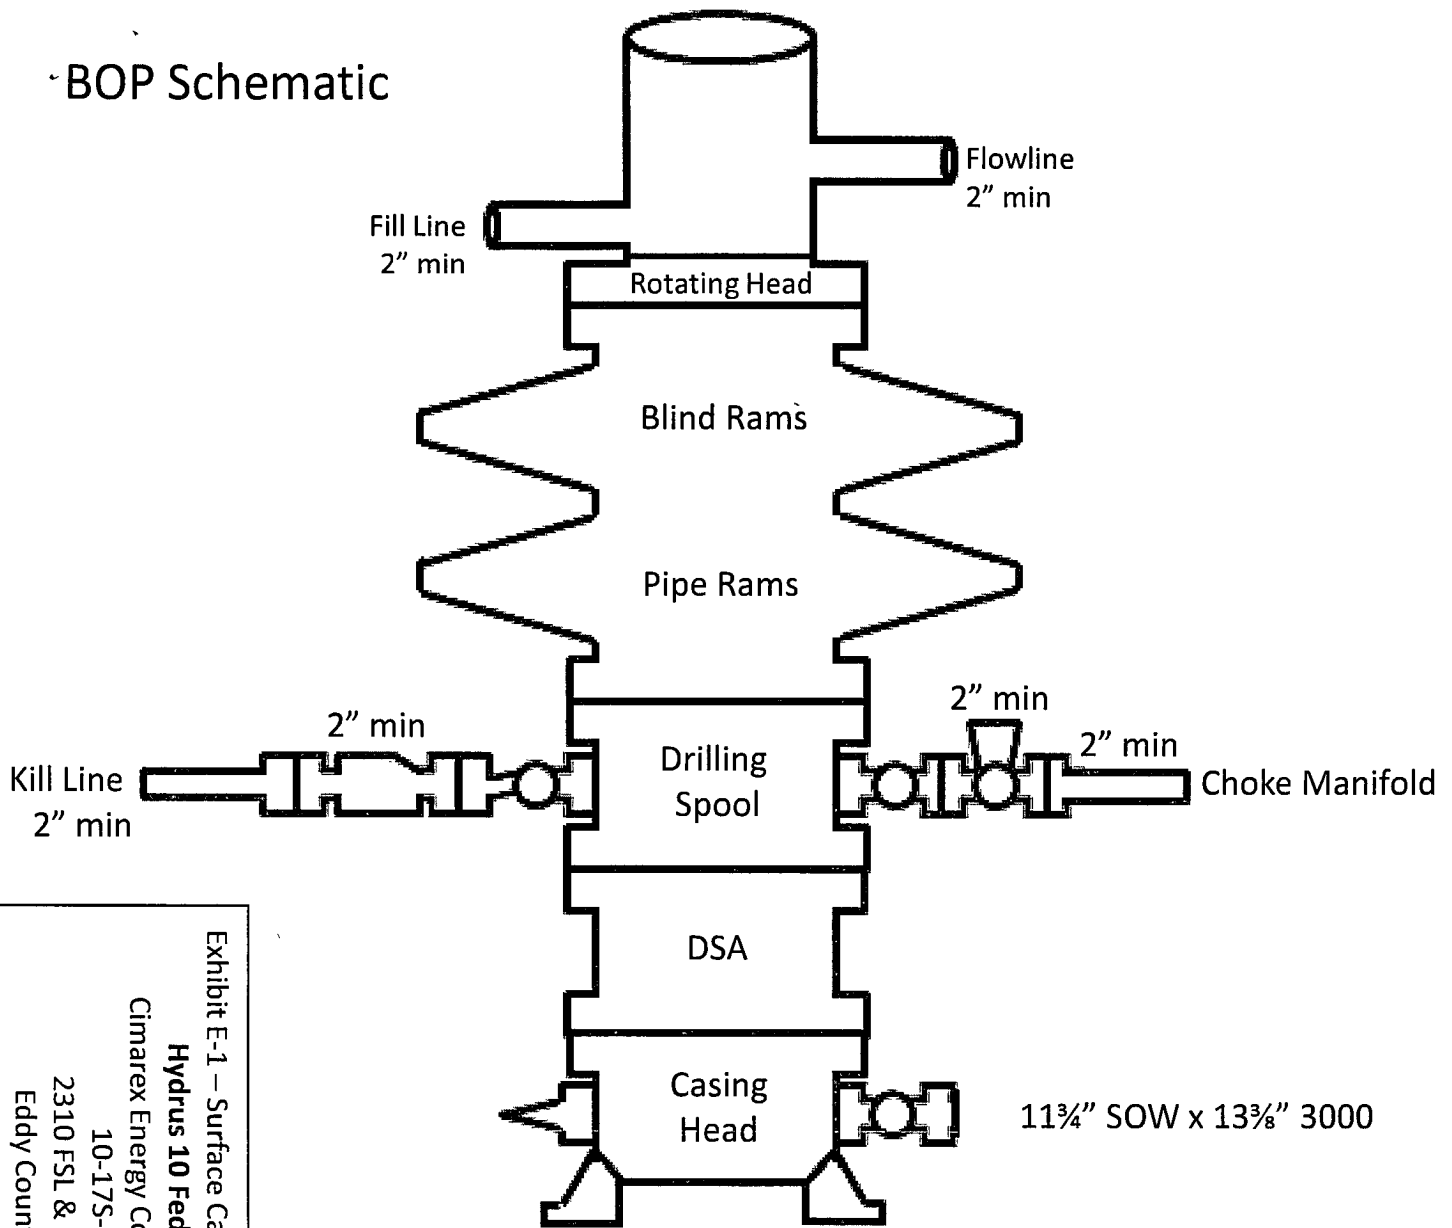 BOP Schematic
Flowline
2” min
Fill Line
2” min
Rotating Head
Blind Rams
Pipe Rams
2” min
2” min
2” min
Kill Line
2” min
Drilling
Spool
Choke Manifold
DSA
Casing
Head
11¾” SOW x 13⅝” 3000
Exhibit E-1 – Surface Ca
Hydrus 10 Fed
Cimarex Energy Co
10-17S-
2310 FSL &
Eddy Coun